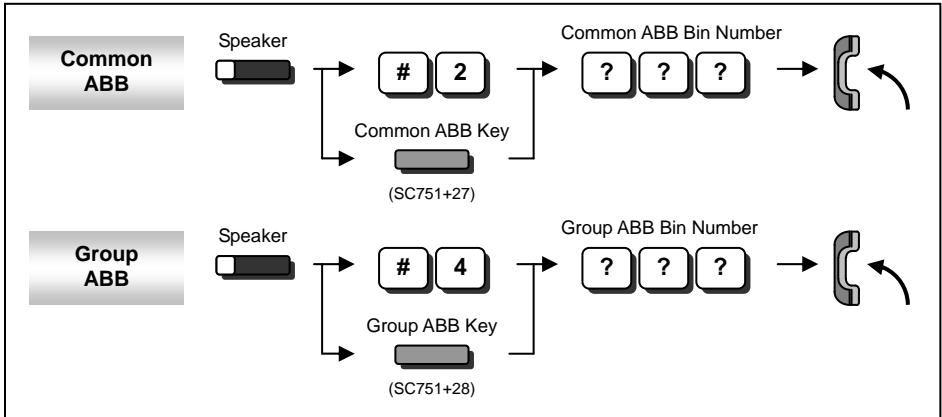 Common
ABB
Speaker
# 2
Common ABB Key
(SC751+27)
Common ABB Bin Number
? ? ?
Group
ABB
Speaker
# 4
Group ABB Key
(SC751+28)
Group ABB Bin Number
? ? ?